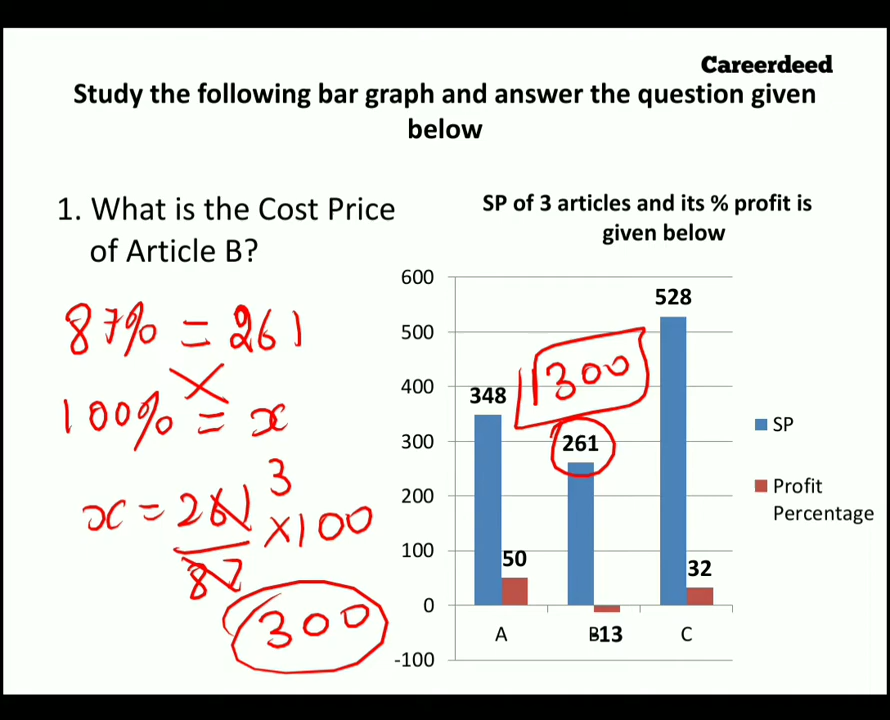 Careerdeed
Study the following bar graph and answer the question given
below
1. What is the Cost Price
of Article B?
87% = 261
100% = x
x = 261 3
87
×100
300
SP of 3 articles and its % profit is
given below
600
500
400
300
200
100
0
-100
348
261
528
300
50
-13
32
A
B
C
SP
Profit
Percentage